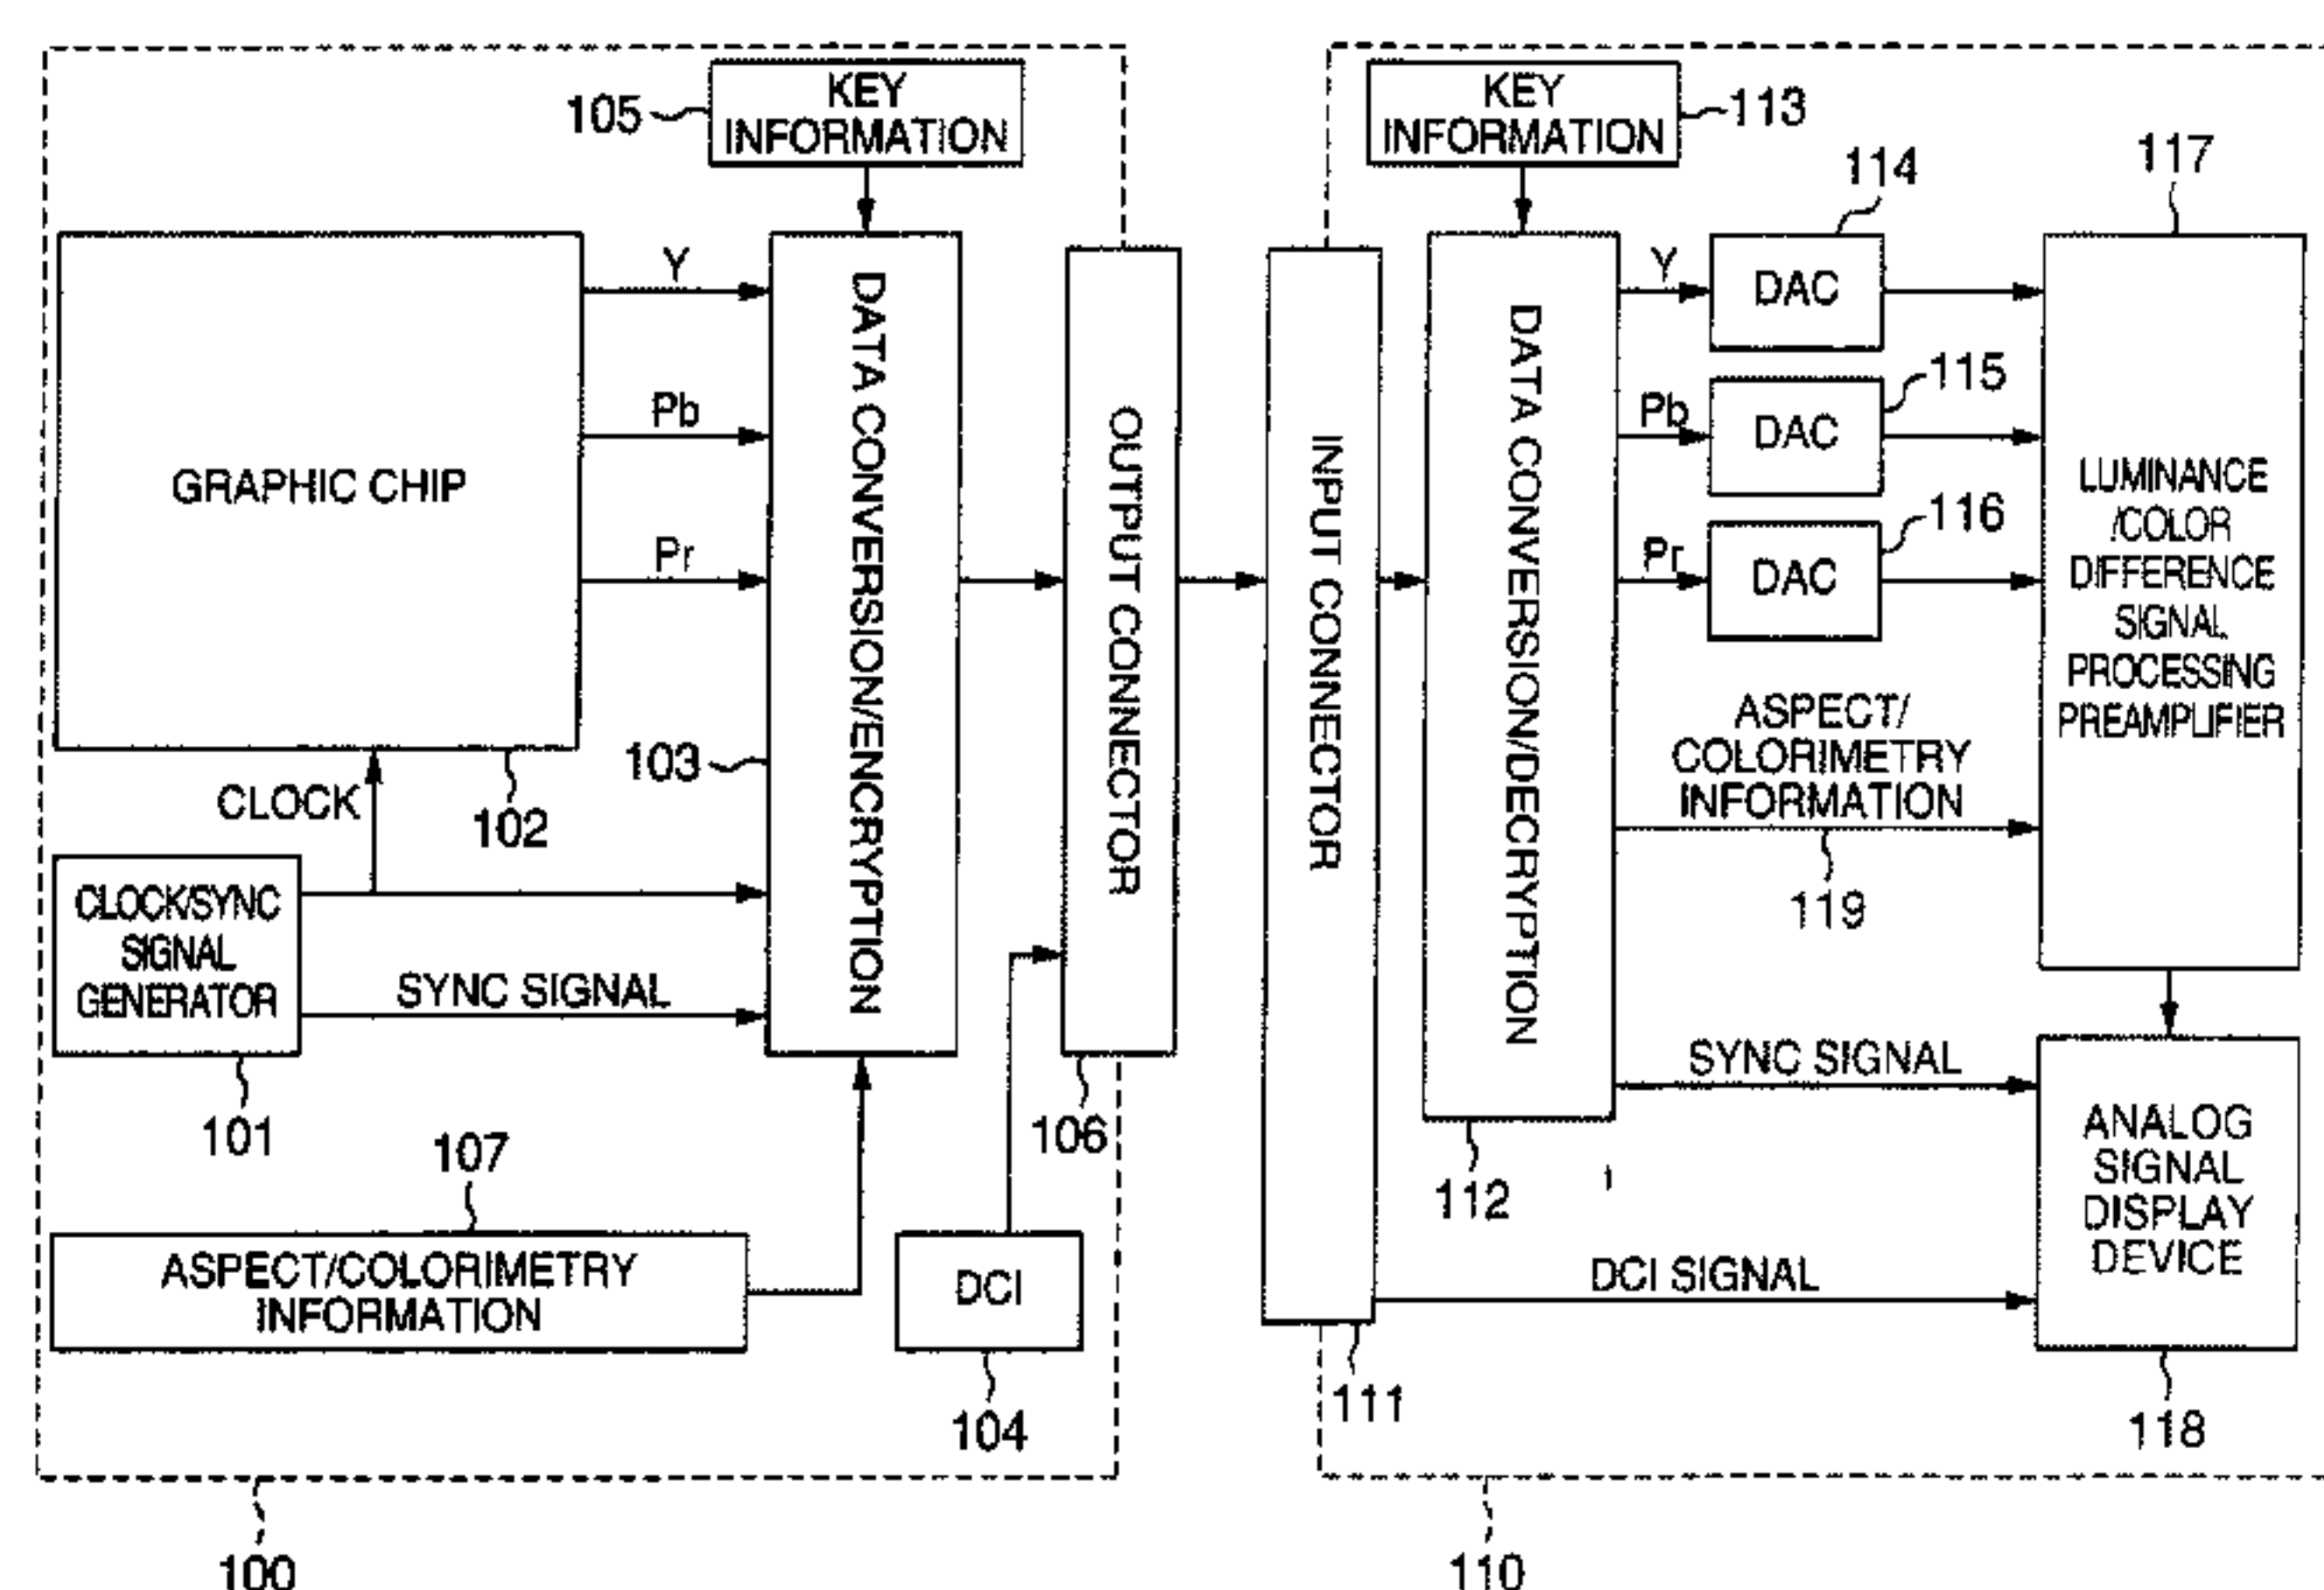 105
KEY
INFORMATION
GRAPHIC CHIP
102
Y
Pb
Pr
CLOCK
CLOCK/SYNC
SIGNAL
GENERATOR
101
SYNC SIGNAL
103
DATA CONVERSION/ENCRYPTION
OUTPUT CONNECTOR
106
107
ASPECT/COLORIMETRY
INFORMATION
DCI
104
100
KEY
INFORMATION
113
INPUT CONNECTOR
111
DATA CONVERSION/DECRYPTION
112
Y
DAC
114
Pb
DAC
115
Pr
DAC
116
117
LUMINANCE
/COLOR
DIFFERENCE
SIGNAL
PROCESSING
PREAMPLIFIER
ASPECT/
COLORIMETRY
INFORMATION
119
SYNC SIGNAL
DCI SIGNAL
ANALOG
SIGNAL
DISPLAY
DEVICE
118
110